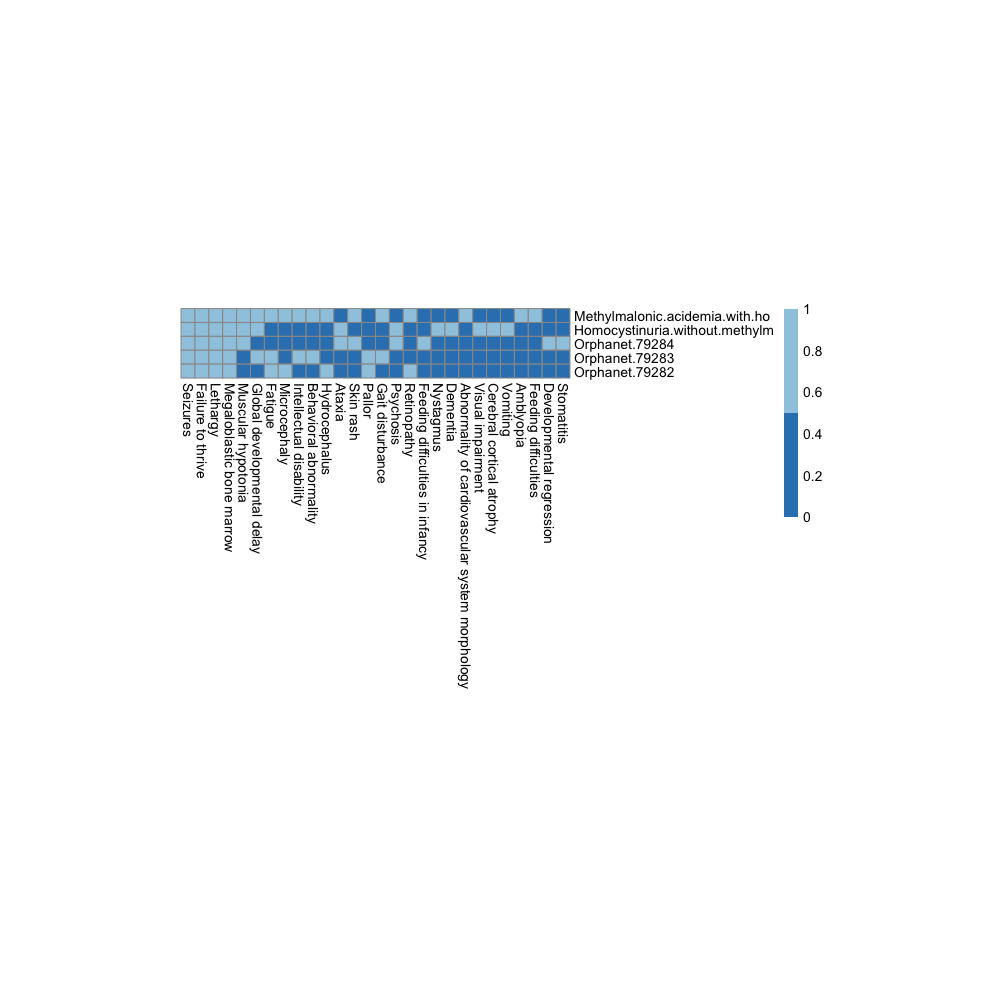 Methylmalonic.acidemia.with.ho
Homocystinuria.without.methylm
Orphanet.79284
Orphanet.79283
Orphanet.79282
1
0.8
0.6
0.4
0.2
0
Seizures
Failure to thrive
Lethargy
Megaloblastic bone marrow
Muscular hypotonia
Global developmental delay
Fatigue
Microcephaly
Intellectual disability
Behavioral abnormality
Hydrocephalus
Ataxia
Skin rash
Pallor
Gait disturbance
Psychosis
Retinopathy
Feeding difficulties in infancy
Nystagmus
Dementia
Abnormality of cardiovascular system morphology
Visual impairment
Cerebral cortical atrophy
Vomiting
Amblyopia
Feeding difficulties
Developmental regression
Stomatitis